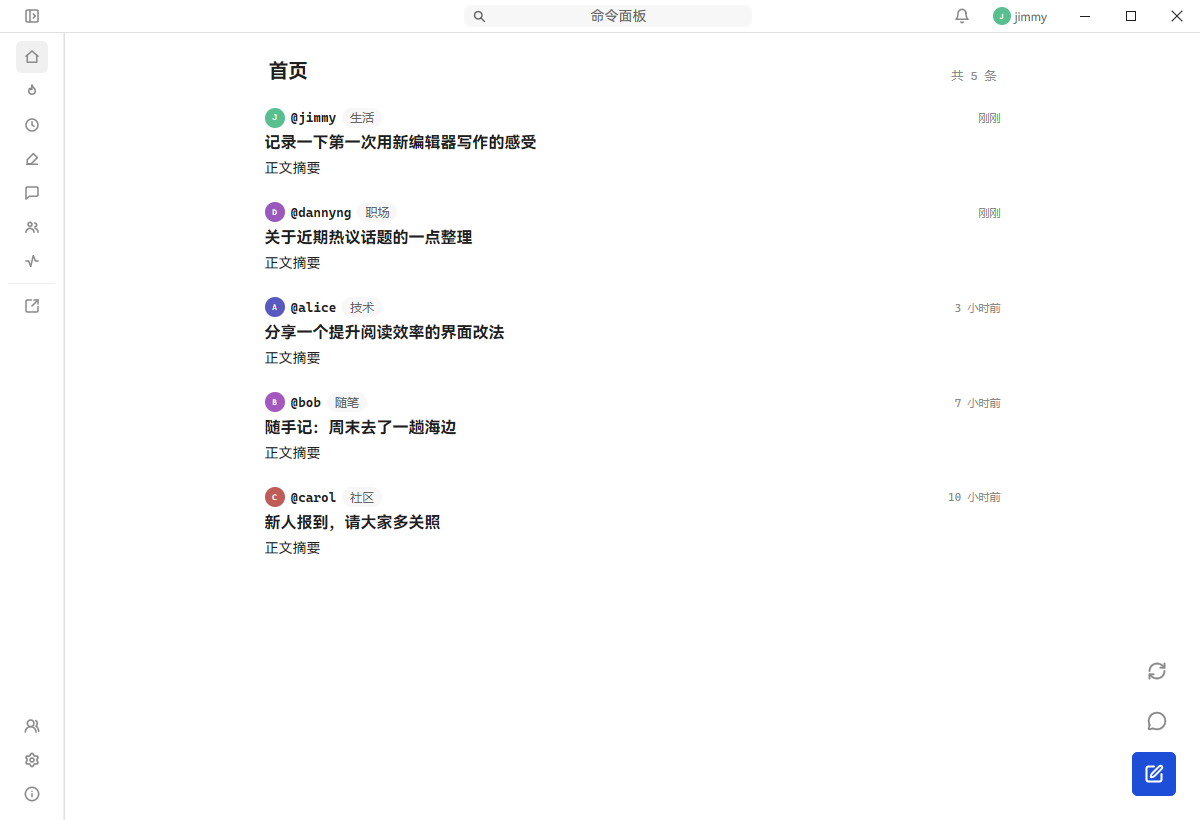 命令面板
J jimmy
首页
共 5 条
J @jimmy 生活 刚刚
记录一下第一次用新编辑器写作的感受
正文摘要
D @dannyng 职场 刚刚
关于近期热议话题的一点整理
正文摘要
A @alice 技术 3 小时前
分享一个提升阅读效率的界面改法
正文摘要
B @bob 随笔 7 小时前
随手记：周末去了一趟海边
正文摘要
C @carol 社区 10 小时前
新人报到，请大家多关照
正文摘要